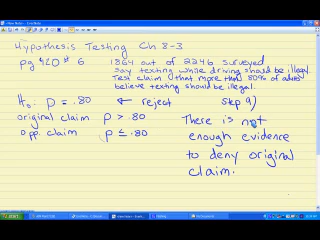 Hypothesis Testing Ch 8-3
pg 420 # 6
1864 out of 2246 surveyed
say texting while driving should be illegal.
Test claim that more than 80% of adults
believe texting should be illegal.
H₀: p = .80 ← reject
original claim p > .80
opp. claim p ≤ .80
step 9)
There is not
enough evidence
to deny original
claim.